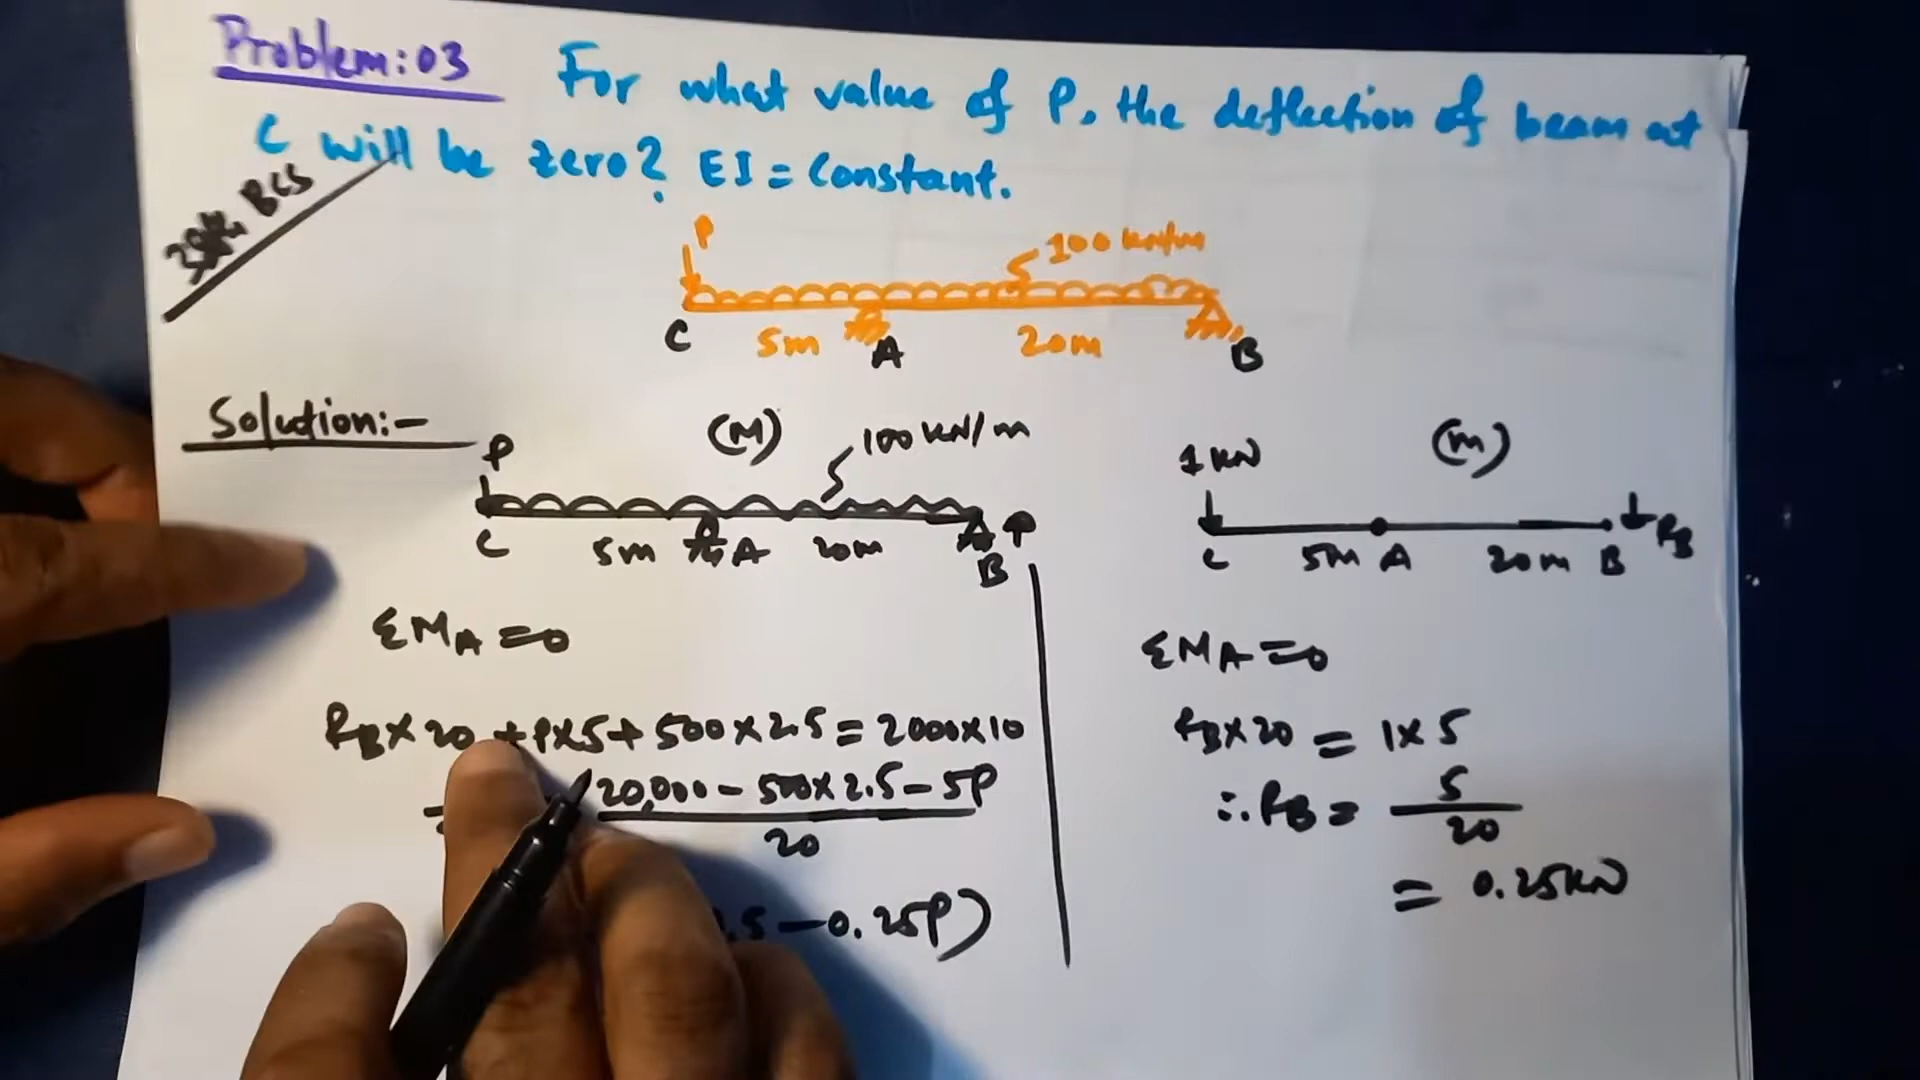 Problem:03 For what value of P, the deflection of beam at
C will be zero? EI = Constant.
BCS
P
100 kN/m
C 5m A 20m B
Solution:-
P (M) 100 kN/m
C 5m A 20m B
1 kN (m)
C 5m A 20m B RB
ΣMA = 0
RB×20 + P×5 + 500×2.5 = 2000×10
= 20,000 - 500×2.5 - 5P
20
.5 - 0.25P)
ΣMA = 0
RB×20 = 1×5
∴ RB = 5
20
= 0.25kN